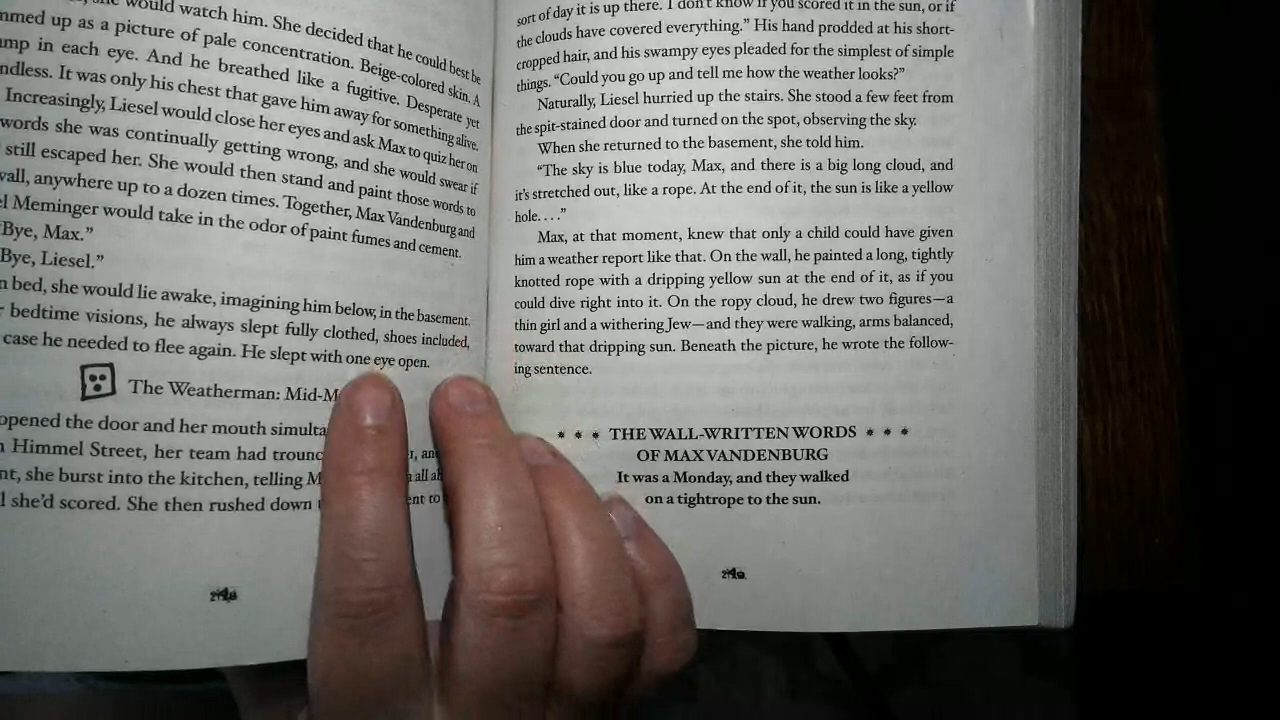 would watch him. She decided that he could best be
up as a picture of pale concentration. Beige-colored skin. A
in each eye. And he breathed like a fugitive. Desperate yet
It was only his chest that gave him away for something alive.
Increasingly, Liesel would close her eyes and ask Max to quiz her on
words she was continually getting wrong, and she would swear if
still escaped her. She would then stand and paint those words to
wall, anywhere up to a dozen times. Together, Max Vandenburg and
Meminger would take in the odor of paint fumes and cement.
Bye, Max.”
Bye, Liesel.”
bed, she would lie awake, imagining him below, in the basement.
bedtime visions, he always slept fully clothed, shoes included,
case he needed to flee again. He slept with one eye open.
The Weatherman:
opened the door and her mouth
Himmel Street, her team had
she burst into the kitchen, telling
all
she’d scored. She then rushed down
to
248
sort of day it is up there. I don’t know if you scored it in the sun, or if
the clouds have covered everything.” His hand prodded at his short-
cropped hair, and his swampy eyes pleaded for the simplest of simple
things. “Could you go up and tell me how the weather looks?”
Naturally, Liesel hurried up the stairs. She stood a few feet from
the spit-stained door and turned on the spot, observing the sky.
When she returned to the basement, she told him.
“The sky is blue today, Max, and there is a big long cloud, and
it’s stretched out, like a rope. At the end of it, the sun is like a yellow
hole. . . .”
Max, at that moment, knew that only a child could have given
him a weather report like that. On the wall, he painted a long, tightly
knotted rope with a dripping yellow sun at the end of it, as if you
could dive right into it. On the ropy cloud, he drew two figures—a
thin girl and a withering Jew—and they were walking, arms balanced,
toward that dripping sun. Beneath the picture, he wrote the follow-
ing sentence.
* * * THE WALL-WRITTEN WORDS * * *
OF MAX VANDENBURG
It was a Monday, and they walked
on a tightrope to the sun.
249